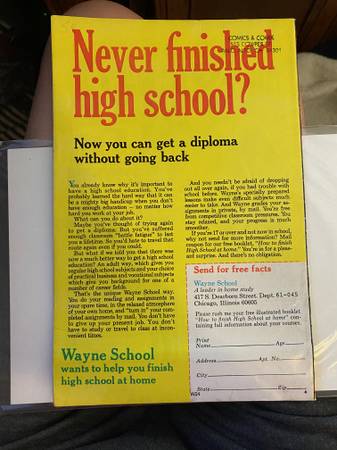 Never finished
high school?
COMICS & COMIX
Now you can get a diploma
without going back
You already know why it's important to
have a high school education. You've
probably learned the hard way that it can
be a mighty big handicap when you don't
have enough education – no matter how
hard you work at your job.
What can you do about it?
Maybe you've thought of trying again
to get a diploma. But you've suffered
enough classroom "battle fatigue" to last
you a lifetime. So you'd hate to travel that
route again even if you could.
But what if we told you that there was
now a much better way to get a high school
education? An adult way, which gives you
regular high school subjects and your choice
of practical business and vocational subjects
which give you background for one of a
number of career fields.
That's the unique Wayne School way.
You do your reading and assignments in
your spare time, in the relaxed atmosphere
of your own home, and "turn in" your com-
pleted assignments by mail. You don't have
to give up your present job. You don't
have to study or travel to class at incon-
venient times.
Wayne School
wants to help you finish
high school at home
And you needn't be afraid of dropping
out all over again, if you had trouble with
school before. Wayne's specially prepared
lessons make even difficult subjects much
easier to take. And Wayne grades your as-
signments in private, by mail. You're free
from competitive classroom pressures. You
stay relaxed, and your progress is much
smoother.
If you're 17 or over and not now in school,
why not send for more information? Mail
coupon for our free booklet, "How to finish
High School at home." You're in for a pleas-
ant surprise. And there's no obligation.
Send for free facts
Wayne School
A leader in home study
417 S. Dearborn Street, Dept. 61-045
Chicago, Illinois 60605
Please rush me your free illustrated booklet
"How to finish High School at home" con-
taining full information about your courses.
Print
Name Age
Address Apt. No.
City
State Zip
W24 4